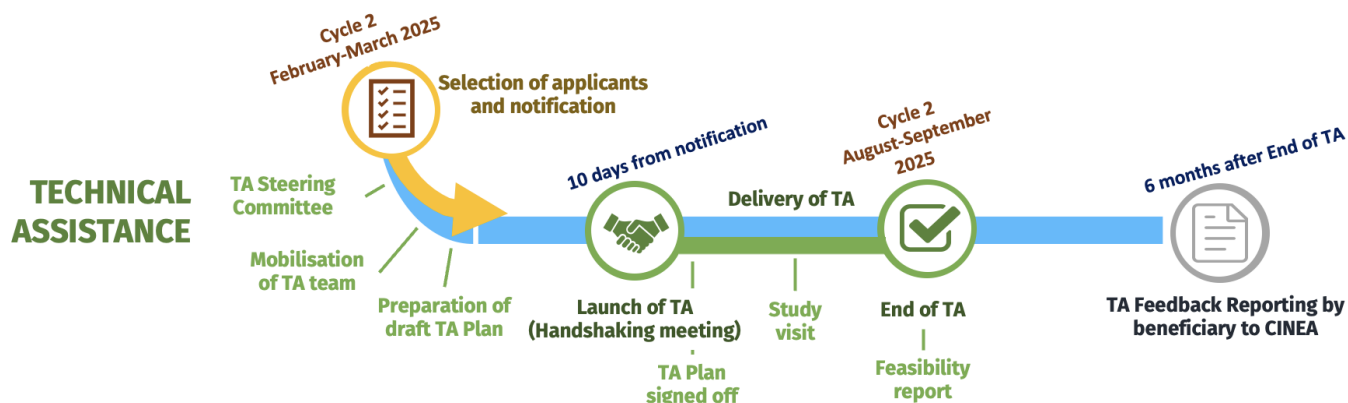 Cycle 2
February-March 2025
Selection of applicants
and notification
TECHNICAL
ASSISTANCE
TA Steering
Committee
Mobilisation
of TA team
Preparation of
draft TA Plan
10 days from notification
Launch of TA
(Handshaking meeting)
TA Plan
signed off
Delivery of TA
Study
visit
Cycle 2
August-September
2025
End of TA
Feasibility
report
6 months after End of TA
TA Feedback Reporting by
beneficiary to CINEA